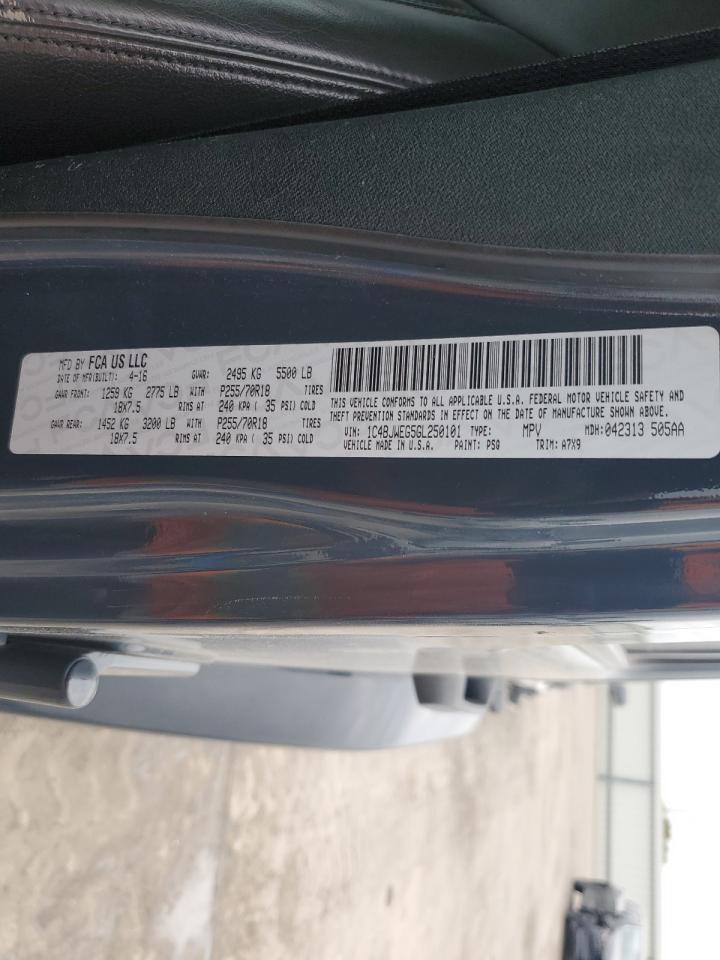 MFD BY FCA US LLC
DATE OF MFR(BUILT): 4-16 GVWR: 2495 KG 5500 LB
GAWR FRONT: 1259 KG 2775 LB WITH P255/70R18 TIRES
18X7.5 RIMS AT 240 KPA ( 35 PSI) COLD
GAWR REAR: 1452 KG 3200 LB WITH P255/70R18 TIRES
18X7.5 RIMS AT 240 KPA ( 35 PSI) COLD
THIS VEHICLE CONFORMS TO ALL APPLICABLE U.S.A. FEDERAL MOTOR VEHICLE SAFETY AND
THEFT PREVENTION STANDARDS IN EFFECT ON THE DATE OF MANUFACTURE SHOWN ABOVE.
VIN: 1C4BJWEG5GL250101 TYPE: MPV MDH: 042313 505AA
VEHICLE MADE IN U.S.A. PAINT: PSG TRIM: A7X9